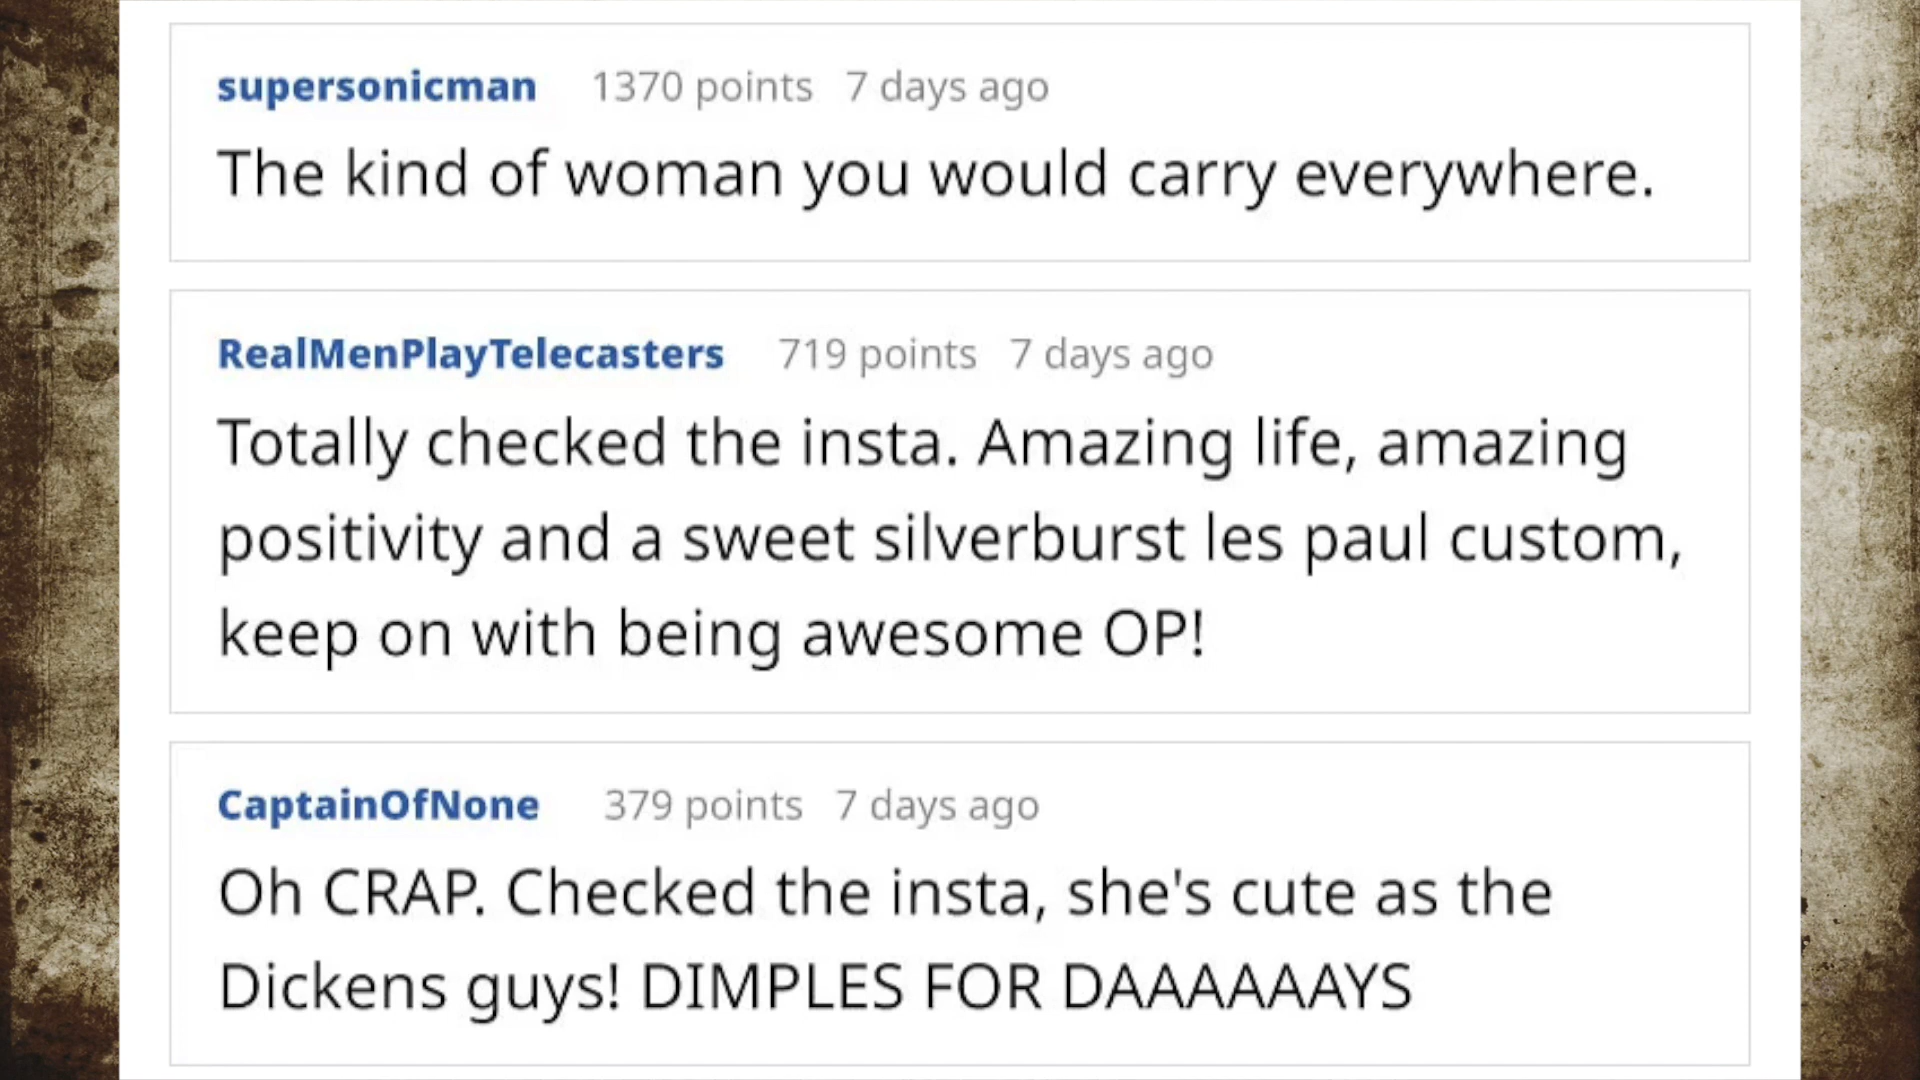 supersonicman 1370 points 7 days ago
The kind of woman you would carry everywhere.
RealMenPlayTelecasters 719 points 7 days ago
Totally checked the insta. Amazing life, amazing
positivity and a sweet silverburst les paul custom,
keep on with being awesome OP!
CaptainOfNone 379 points 7 days ago
Oh CRAP. Checked the insta, she's cute as the
Dickens guys! DIMPLES FOR DAAAAAAYS